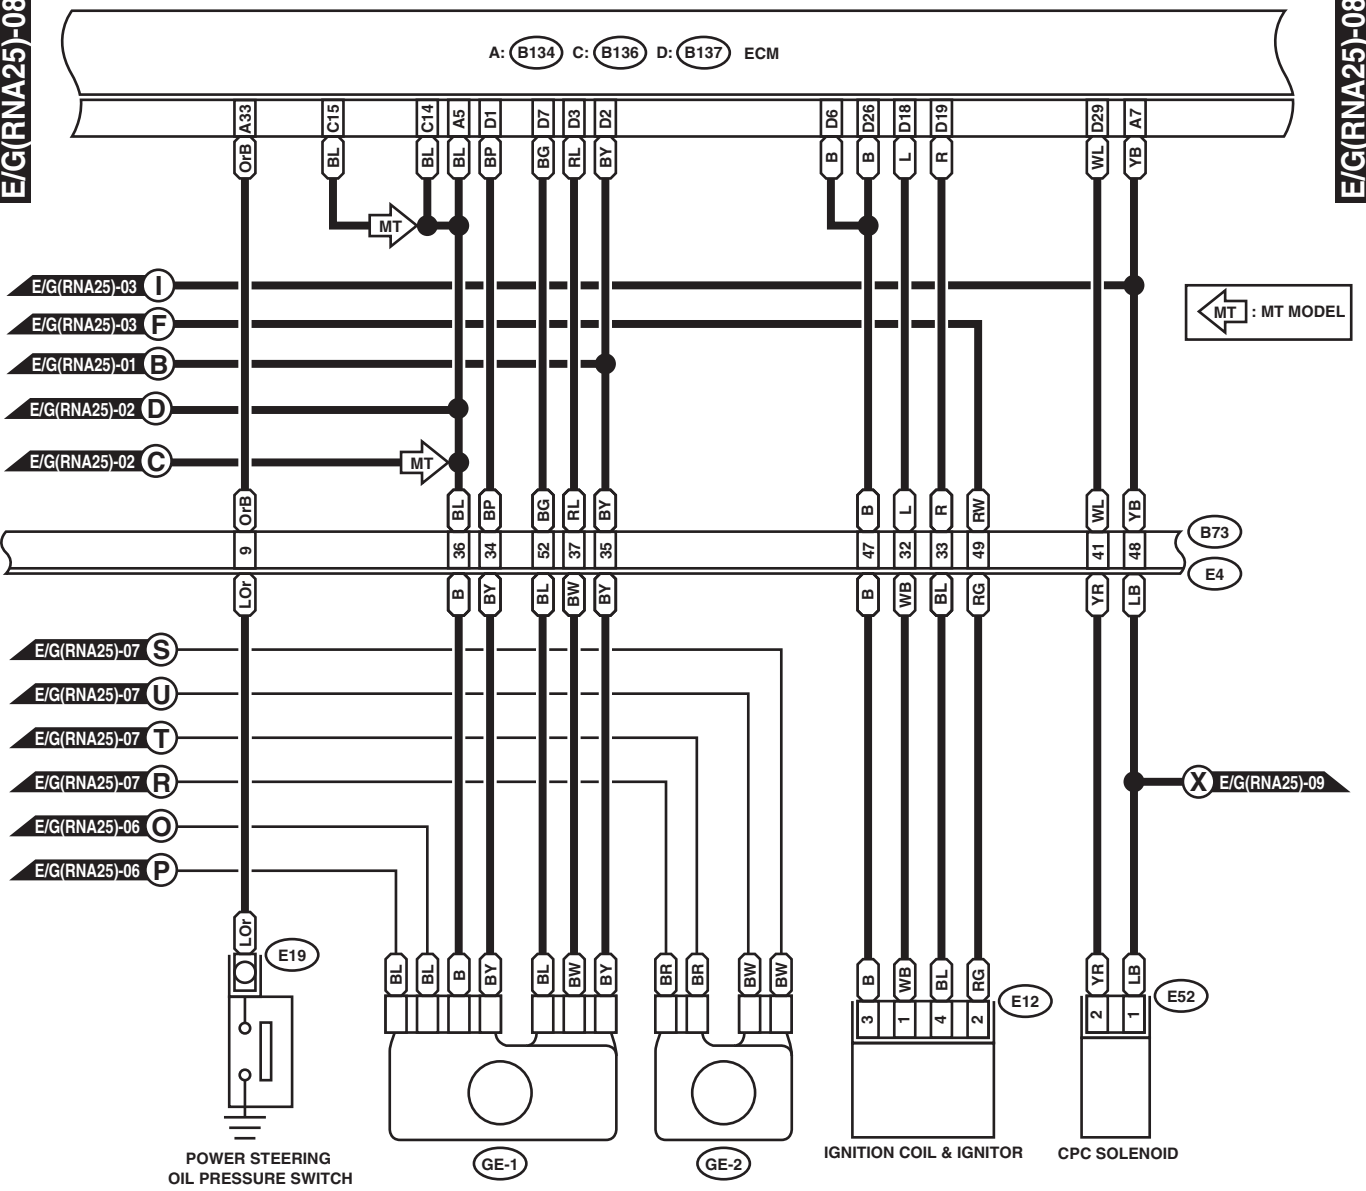 E/G(RNA25)-08
E/G(RNA25)-08
A: B134 C: B136 D: B137 ECM
A33 C15 C14 A5 D1 D7 D3 D2 D6 D26 D18 D19 D29 A7
OrB BL BL BL BP BG RL BY B B L R WL YB
MT
E/G(RNA25)-03 I
MT : MT MODEL
E/G(RNA25)-03 F
E/G(RNA25)-01 B
E/G(RNA25)-02 D
E/G(RNA25)-02 C MT
OrB BL BP BG RL BY B L R RW WL YB
B73
9 36 34 52 37 35 47 32 33 49 41 48
E4
LOr B BY BL BW BY B WB BL RG YR LB
E/G(RNA25)-07 S
E/G(RNA25)-07 U
E/G(RNA25)-07 T
E/G(RNA25)-07 R
X E/G(RNA25)-09
E/G(RNA25)-06 O
E/G(RNA25)-06 P
LOr
E19
BL BL B BY BL BW BY BR BR BW BW B WB BL RG YR LB
E12
E52
3 1 4 2 2 1
POWER STEERING
OIL PRESSURE SWITCH
GE-1
GE-2
IGNITION COIL & IGNITOR
CPC SOLENOID